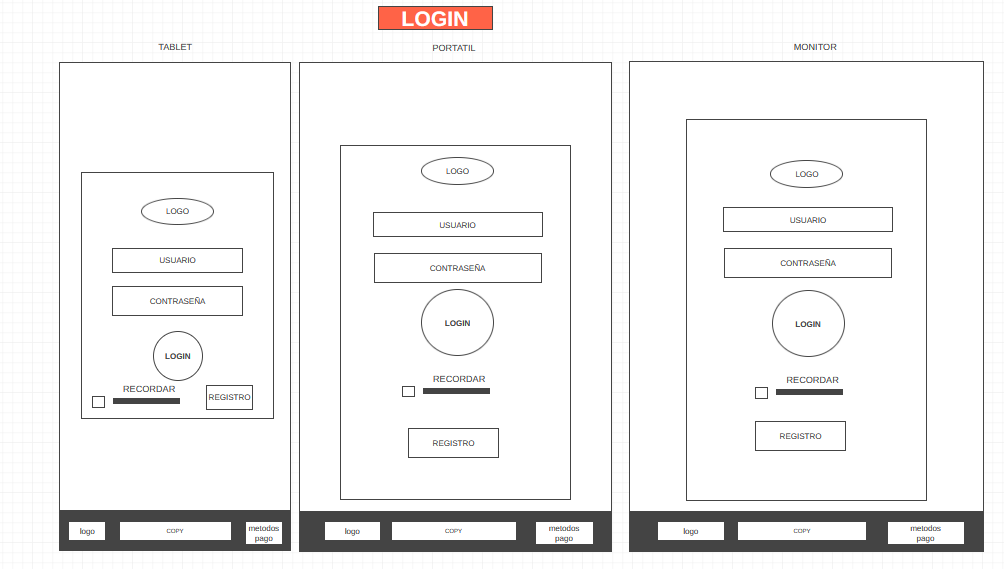 LOGIN
TABLET
PORTATIL
MONITOR
LOGO
USUARIO
CONTRASEÑA
LOGIN
RECORDAR
REGISTRO
logo
COPY
metodos
pago
LOGO
USUARIO
CONTRASEÑA
LOGIN
RECORDAR
REGISTRO
logo
COPY
metodos
pago
LOGO
USUARIO
CONTRASEÑA
LOGIN
RECORDAR
REGISTRO
logo
COPY
metodos
pago